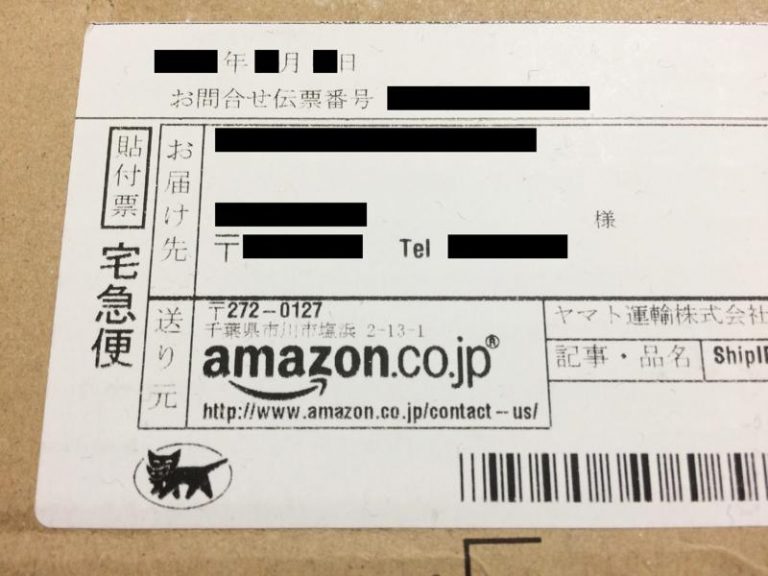 年 月 日
お問合せ伝票番号
貼付票
宅急便
お届け先
様
〒 Tel
送り元
〒272-0127
千葉県市川市塩浜 2-13-1
amazon.co.jp®
http://www.amazon.co.jp/contact-us/
ヤマト運輸株式会社
記事・品名 ShipI